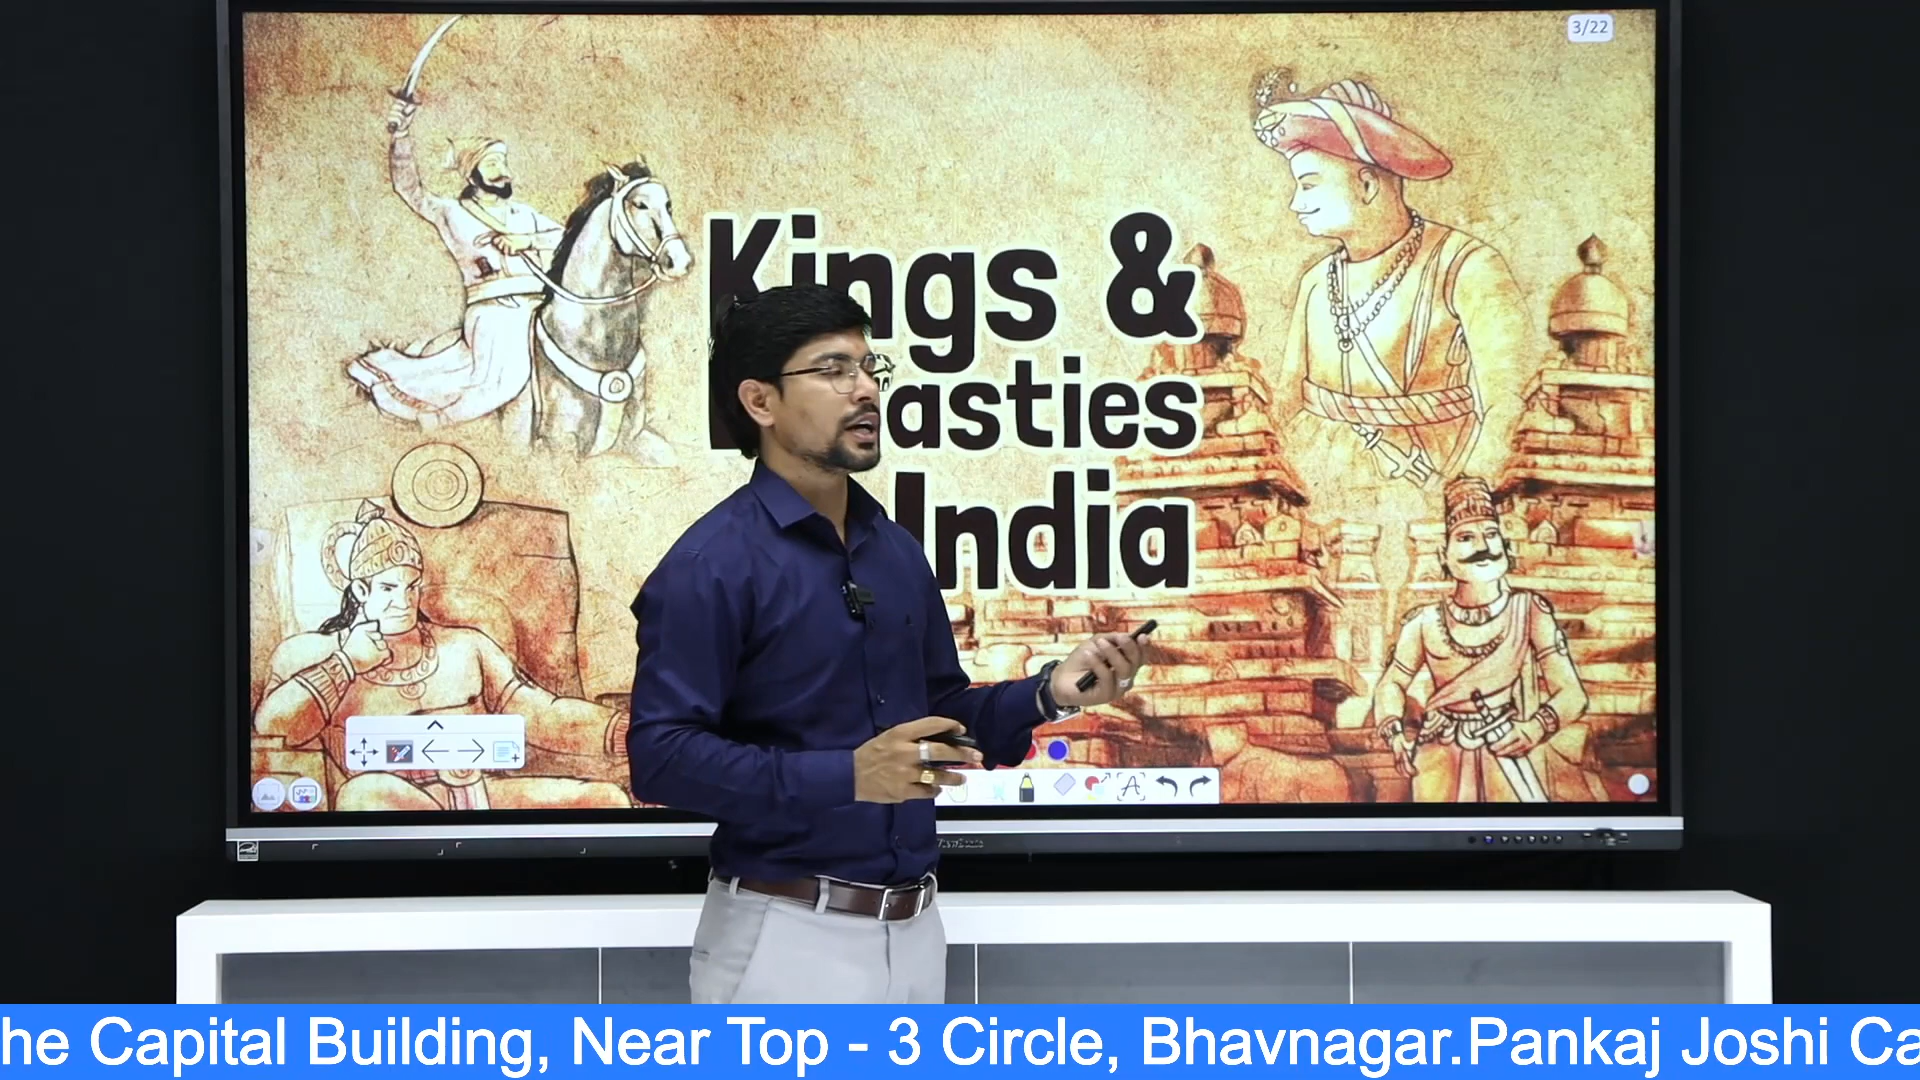 3/22
Kings &
asties
India
he Capital Building, Near Top - 3 Circle, Bhavnagar.Pankaj Joshi Ca